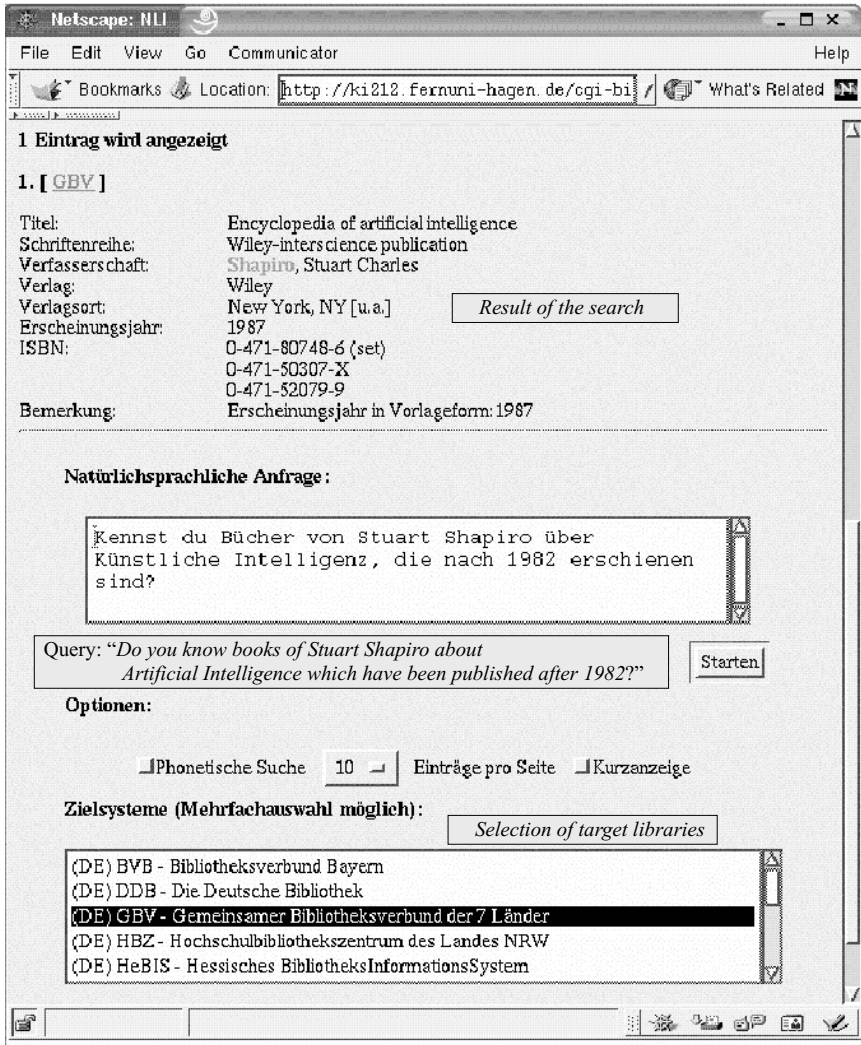 Netscape: NLI
File Edit View Go Communicator Help
Bookmarks Location: http://ki212.fernuni-hagen.de/cgi-bi What's Related N
1 Eintrag wird angezeigt
1. [ GBV ]
Titel: Encyclopedia of artificial intelligence
Schriftenreihe: Wiley-interscience publication
Verfasserschaft: Shapiro, Stuart Charles
Verlag: Wiley
Verlagsort: New York, NY [u.a.]
Result of the search
Erscheinungsjahr: 1987
ISBN: 0-471-80748-6 (set)
0-471-50307-X
0-471-52079-9
Bemerkung: Erscheinungsjahr in Vorlageform: 1987
Natürlichsprachliche Anfrage:
Kennst du Bücher von Stuart Shapiro über
Künstliche Intelligenz, die nach 1982 erschienen
sind?
Query: “Do you know books of Stuart Shapiro about
Artificial Intelligence which have been published after 1982?”
Starten
Optionen:
Phonetische Suche 10 Einträge pro Seite Kurzanzeige
Zielsysteme (Mehrfachauswahl möglich):
Selection of target libraries
(DE) BVB - Bibliotheksverbund Bayern
(DE) DDB - Die Deutsche Bibliothek
(DE) GBV - Gemeinsamer Bibliotheksverbund der 7 Länder
(DE) HBZ - Hochschulbibliothekszentrum des Landes NRW
(DE) HeBIS - Hessisches BibliotheksInformationsSystem